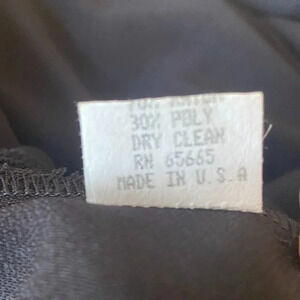 30% POLY
DRY CLEAN
RN 65665
MADE IN U.S.A